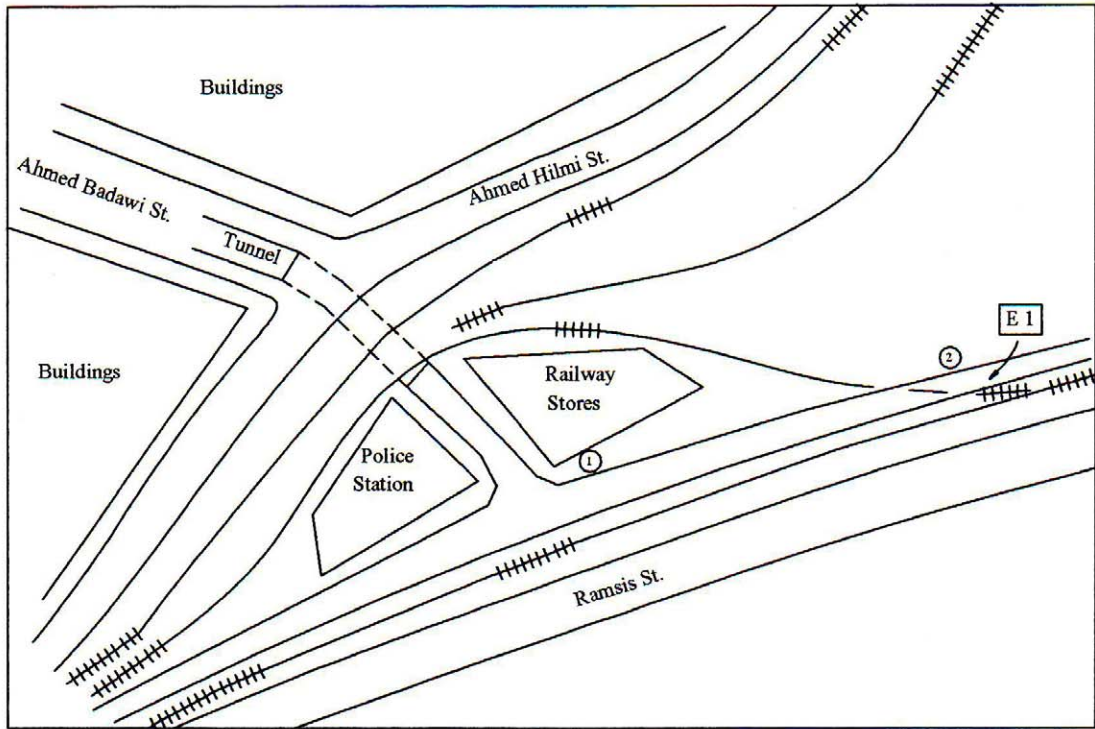 Buildings
Ahmed Badawi St.
Ahmed Hilmi St.
Tunnel
E 1
2
Buildings
Railway
Stores
1
Police
Station
Ramsis St.